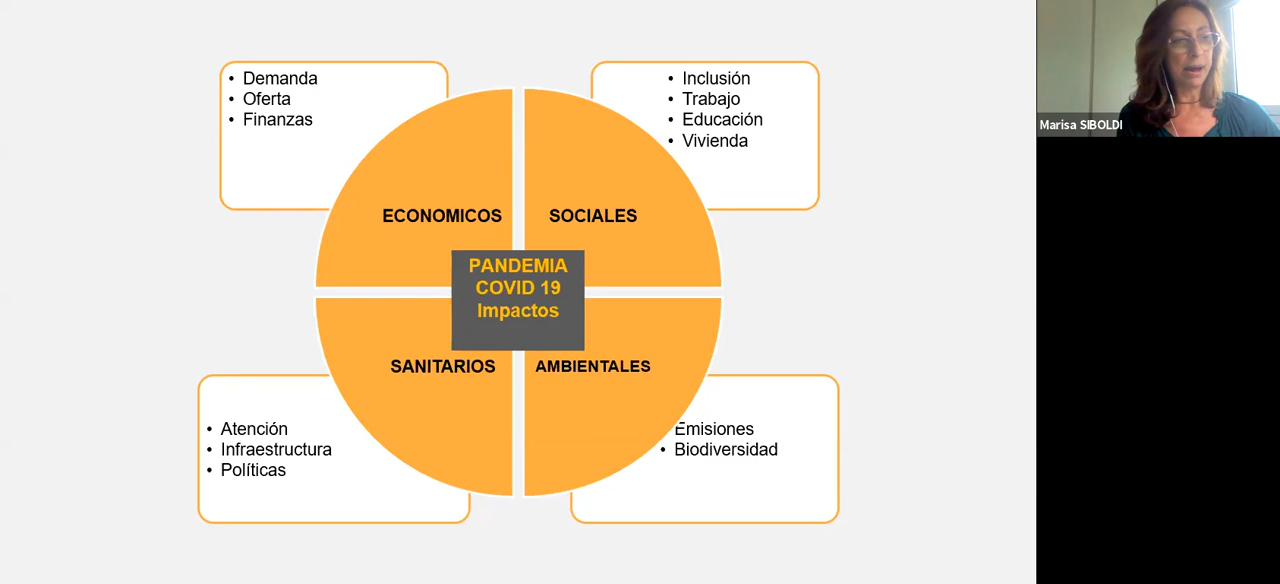 • Demanda
• Oferta
• Finanzas
• Inclusión
• Trabajo
• Educación
• Vivienda
ECONOMICOS
SOCIALES
PANDEMIA
COVID 19
Impactos
SANITARIOS
AMBIENTALES
• Atención
• Infraestructura
• Políticas
Emisiones
• Biodiversidad
Marisa SIBOLDI